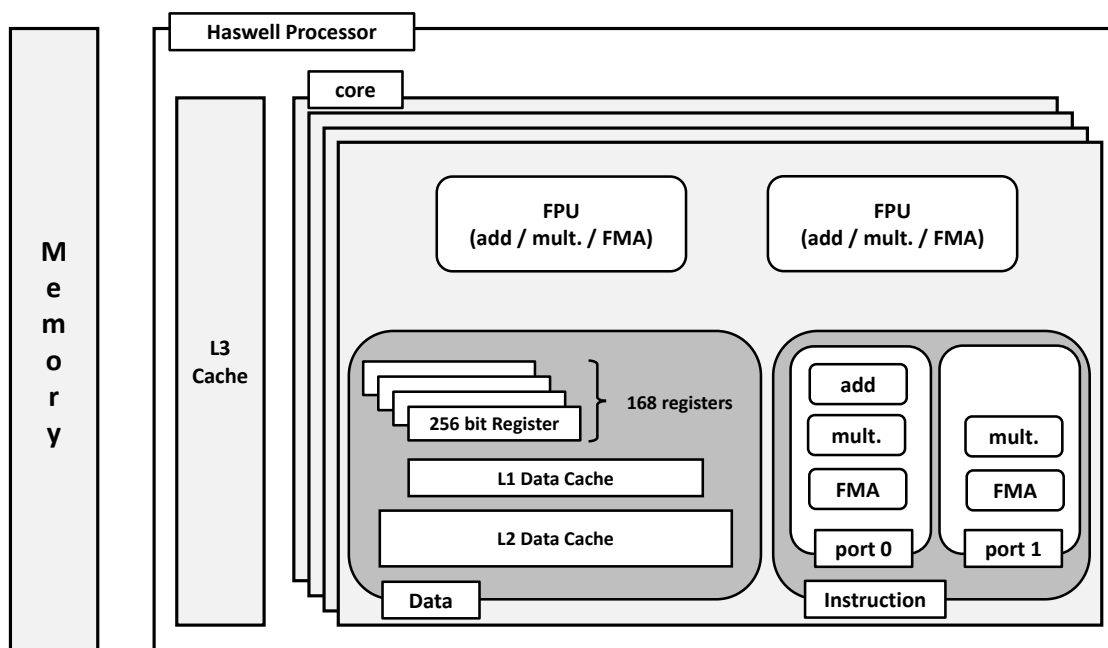 Haswell Processor
core
Memory
L3
Cache
FPU
(add / mult. / FMA)
FPU
(add / mult. / FMA)
256 bit Register
168 registers
L1 Data Cache
L2 Data Cache
Data
add
mult.
FMA
port 0
mult.
FMA
port 1
Instruction